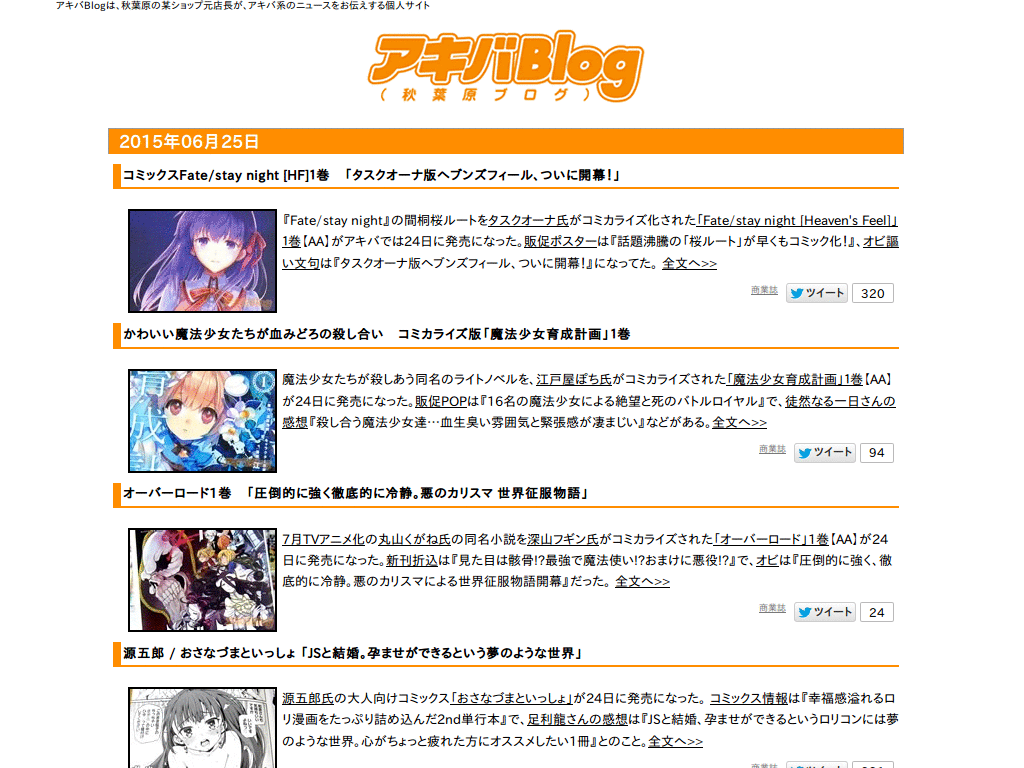 アキバBlogは、秋葉原の某ショップ元店長が、アキバ系のニュースをお伝えする個人サイト
アキバBlog
(秋葉原ブログ)
2015年06月25日
コミックスFate/stay night [HF]1巻 「タスクオーナ版ヘブンズフィール、ついに開幕！」
『Fate/stay night』の間桐桜ルートをタスクオーナ氏がコミカライズ化された「Fate/stay night [Heaven's Feel]」
1巻【AA】がアキバでは24日に発売になった。販促ポスターは『話題沸騰の「桜ルート」が早くもコミック化！』、オビ謳
い文句は『タスクオーナ版ヘブンズフィール、ついに開幕！』になってた。 全文へ>>
商業誌 ツイート 320
かわいい魔法少女たちが血みどろの殺し合い コミカライズ版「魔法少女育成計画」1巻
魔法少女たちが殺しあう同名のライトノベルを、江戸屋ぽち氏がコミカライズされた「魔法少女育成計画」1巻【AA】
が24日に発売になった。販促POPは『16名の魔法少女による絶望と死のバトルロイヤル』で、徒然なる一日さんの
感想『殺し合う魔法少女達…血生臭い雰囲気と緊張感が凄まじい』などがある。全文へ>>
商業誌 ツイート 94
オーバーロード1巻 「圧倒的に強く徹底的に冷静。悪のカリスマ 世界征服物語」
7月TVアニメ化の丸山くがね氏の同名小説を深山フギン氏がコミカライズされた「オーバーロード」1巻【AA】が24
日に発売になった。新刊折込は『見た目は骸骨!?最強で魔法使い!?おまけに悪役!?』で、オビは『圧倒的に強く、徹
底的に冷静。悪のカリスマによる世界征服物語開幕』だった。 全文へ>>
商業誌 ツイート 24
源五郎 / おさなづまといっしょ 「JSと結婚。孕ませができるという夢のような世界」
源五郎氏の大人向けコミックス「おさなづまといっしょ」が24日に発売になった。 コミックス情報は『幸福感溢れるロ
リ漫画をたっぷり詰め込んだ2nd単行本』で、足利龍さんの感想は『JSと結婚、孕ませができるというロリコンには夢
のような世界。心がちょっと疲れた方にオススメしたい1冊』とのこと。全文へ>>